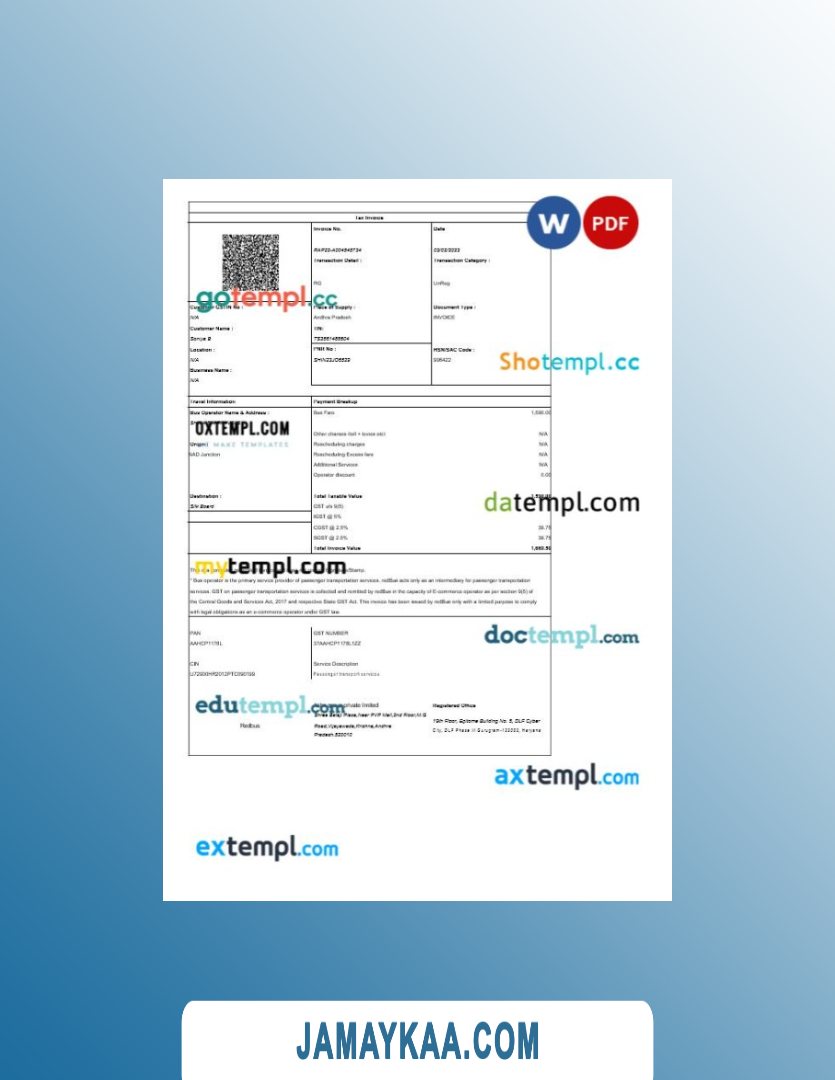 W PDF
Tax Invoice
Invoice No. Date
RAP23-A204848734 03/02/2023
Transaction Detail : Transaction Category :
RG UnReg
gotempl.cc
Customer GSTIN No : Place of Supply : Document Type :
N/A Andhra Pradesh INVOICE
Customer Name : TIN:
Sanjya B
Location : PNR No : HSN/SAC Code :
N/A 996422
Shotempl.cc
Business Name :
N/A
Travel Information Payment Breakup
Bus Operator Name & Address : Bus Fare 1,590.00
OXTEMPL.COM
Other charges (toll + levies etc) N/A
MAKE TEMPLATES
Rescheduling charges N/A
NAD Junction Rescheduling Excess fare N/A
Additional Services N/A
Operator discount 0.00
Destination : Total Taxable Value
datempl.com
S/v Board GST u/s 9(5)
IGST @ 5%
CGST @ 2.5% 39.75
SGST @ 2.5% 39.75
Total Invoice Value 1,669.50
mytempl.com
* Bus operator is the primary service provider of passenger transportation services. redBus acts only as an intermediary for passenger transportation
services. GST on passenger transportation services is collected and remitted by redBus in the capacity of E-commerce operator as per section 9(5) of
the Central Goods and Services Act, 2017 and respective State GST Act. This invoice has been issued by redBus only with a limited purpose to comply
with legal obligations as an e-commerce operator under GST law.
PAN GST NUMBER
doctempl.com
AAHCP1178L 37AAHCP1178L1ZZ
CIN Service Description
Passenger transport services
edutempl.com
private limited Registered Office
Shree Balaji Plaza,Near PVP Mall,2nd Floor,M.G
19th Floor, Epitome Building No. 5, DLF Cyber
Redbus Road,Vijayawada,Krishna,Andhra
City, DLF Phase III Gurugram-122002, Haryana
Pradesh.520010
axtempl.com
extempl.com
JAMAYKAA.COM